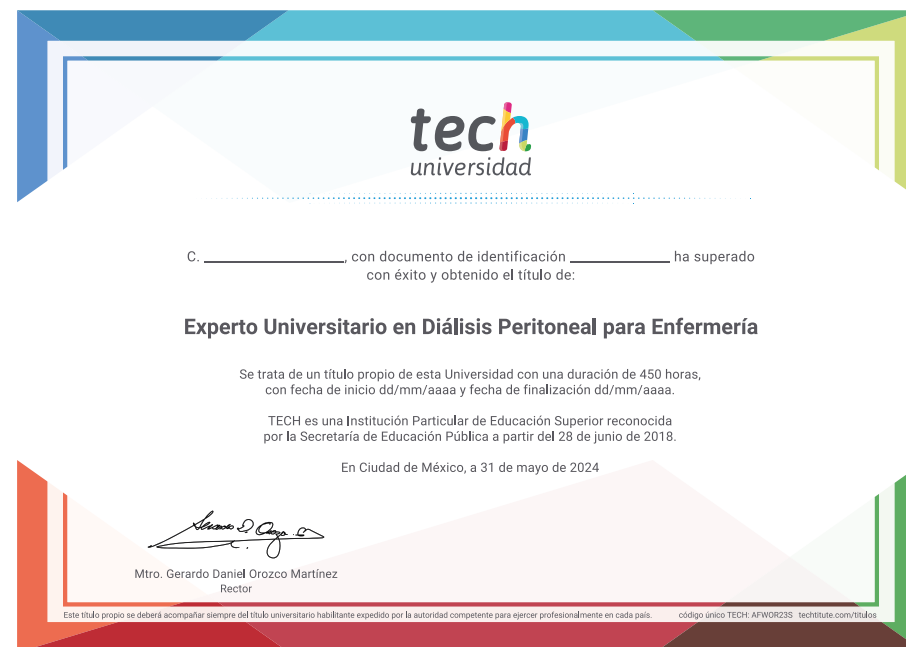 tech
universidad
C. ____________, con documento de identificación ____________ ha superado
con éxito y obtenido el título de:
Experto Universitario en Diálisis Peritoneal para Enfermería
Se trata de un título propio de esta Universidad con una duración de 450 horas,
con fecha de inicio dd/mm/aaaa y fecha de finalización dd/mm/aaaa.
TECH es una Institución Particular de Educación Superior reconocida
por la Secretaría de Educación Pública a partir del 28 de junio de 2018.
En Ciudad de México, a 31 de mayo de 2024
Mtro. Gerardo Daniel Orozco Martínez
Rector
Este título propio se deberá acompañar siempre del título universitario habilitante expedido por la autoridad competente para ejercer profesionalmente en cada país. código único TECH: AFWOR23S techtitute.com/titulos